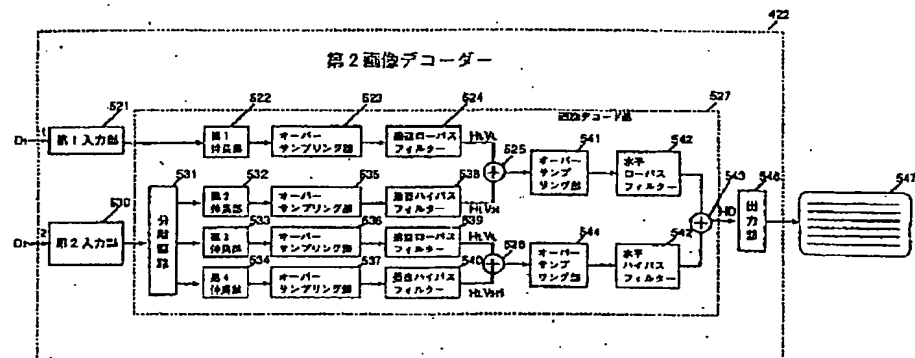 422
第2画像デコーダー
527
521
522
523
524
D1
1
第1入力部
第1
伸長部
オーバー
サンプリング部
垂直ローパス
フィルター
525
541
オーバー
サンプ
リング部
542
水平
ローパス
フィルター
543
HD
546
出力部
547
D2
2
530
第2入力部
531
分離回路
532
第2
伸長部
535
オーバー
サンプリング部
538
垂直ハイパス
フィルター
533
第3
伸長部
536
オーバー
サンプリング部
539
垂直ローパス
フィルター
544
オーバー
サンプ
リング部
水平
ハイパス
フィルター
534
第4
伸長部
537
オーバー
サンプリング部
540
垂直ハイパス
フィルター